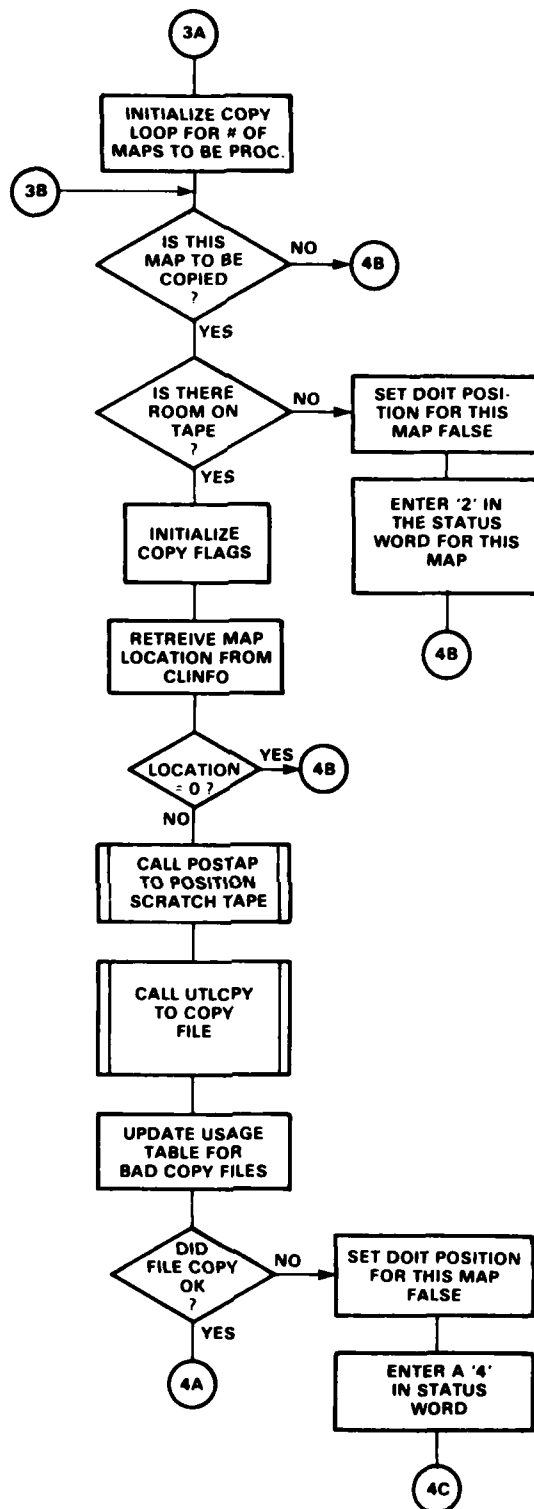 3A
INITIALIZE COPY
LOOP FOR # OF
MAPS TO BE PROC.
3B
IS THIS
MAP TO BE
COPIED
?
NO
4B
YES
IS THERE
ROOM ON
TAPE
?
NO
SET DOIT POSI-
TION FOR THIS
MAP FALSE
YES
ENTER '2' IN
THE STATUS
WORD FOR THIS
MAP
4B
INITIALIZE
COPY FLAGS
RETREIVE MAP
LOCATION FROM
CLINFO
LOCATION
= 0 ?
YES
4B
NO
CALL POSTAP
TO POSITION
SCRATCH TAPE
CALL UTLCPY
TO COPY
FILE
UPDATE USAGE
TABLE FOR
BAD COPY FILES
DID
FILE COPY
OK
?
NO
SET DOIT POSITION
FOR THIS MAP
FALSE
YES
4A
ENTER A '4'
IN STATUS
WORD
4C